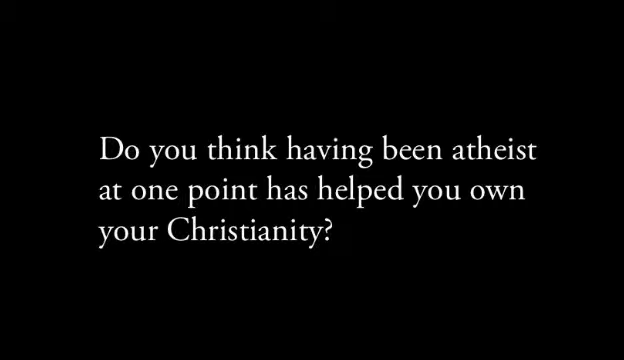 Do you think having been atheist
at one point has helped you own
your Christianity?